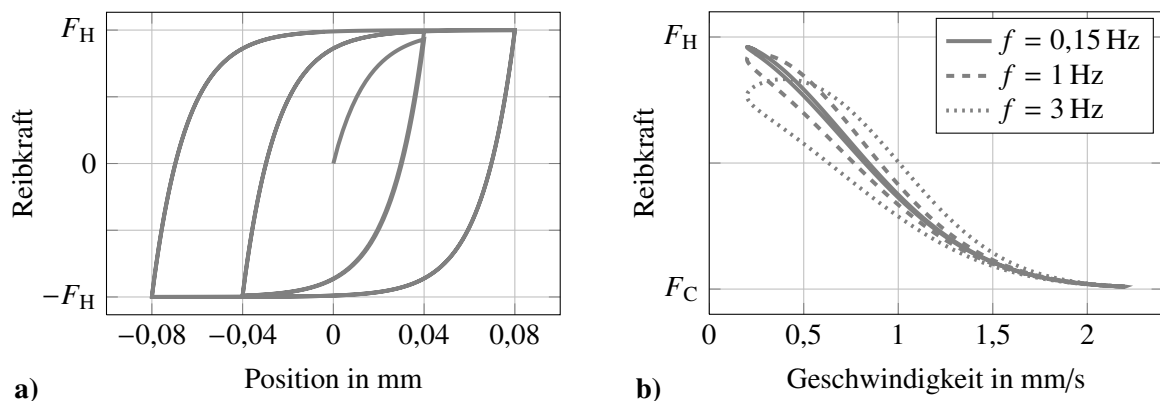 F_H
0
−F_H
Reibkraft
−0,08
−0,04
0
0,04
0,08
Position in mm
a)
F_H
F_C
Reibkraft
f = 0,15 Hz
f = 1 Hz
f = 3 Hz
0
0,5
1
1,5
2
Geschwindigkeit in mm/s
b)